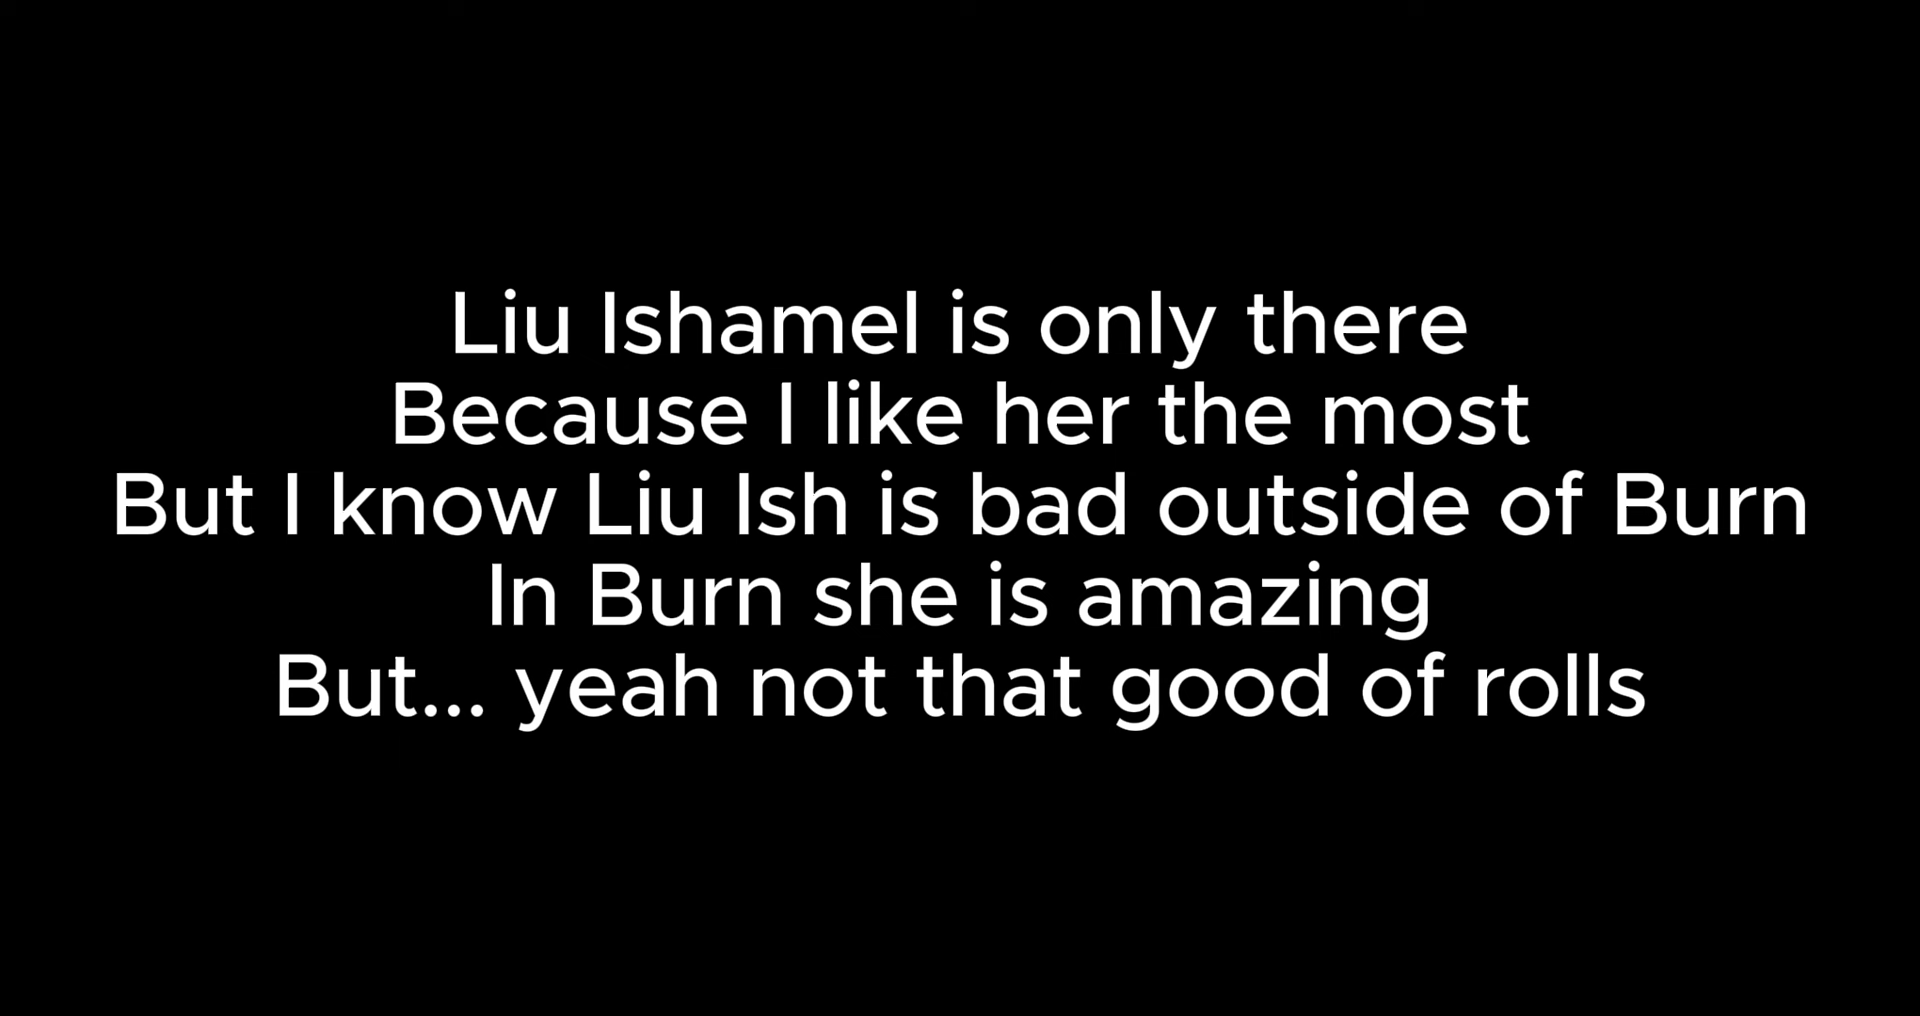 Liu Ishamel is only there
Because I like her the most
But I know Liu Ish is bad outside of Burn
In Burn she is amazing
But... yeah not that good of rolls